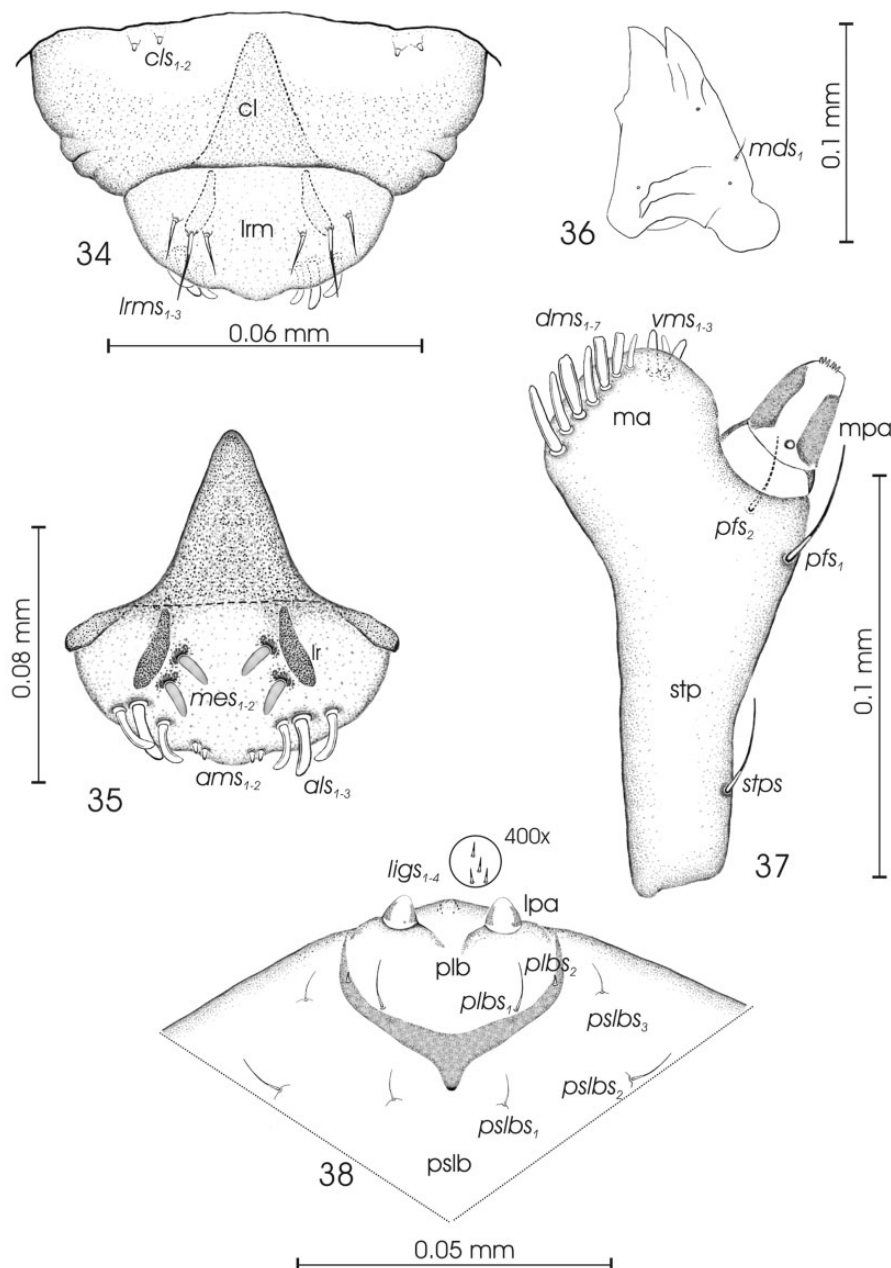 cls1-2
cl
lrm
34
lrms1-3
0.06 mm
mds1
0.1 mm
36
dms1-7
vms1-3
ma
mpa
pfs2
pfs1
stp
stps
0.1 mm
37
0.08 mm
lr
mes1-2
ams1-2
als1-3
35
400x
ligs1-4
lpa
plb
plbs2
plbs1
pslbs3
pslbs2
pslbs1
pslb
38
0.05 mm